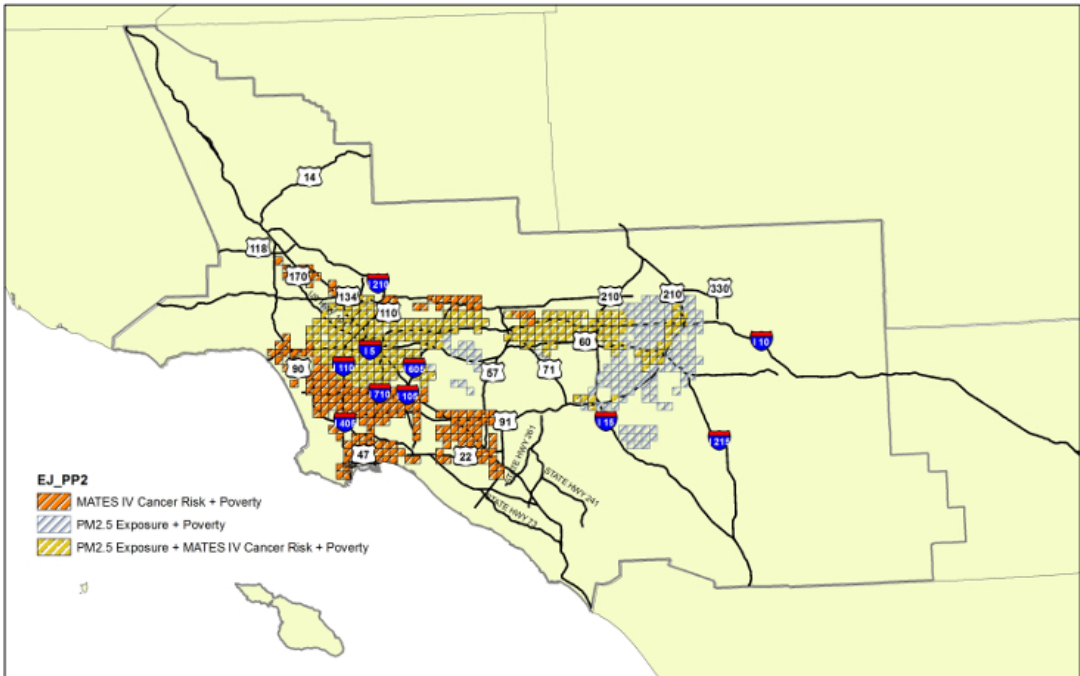 14
118
170
I 210
134
110
210
210
330
I 5
60
I 10
90
I 110
605
57
71
I 710
I 105
I 405
91
I 15
I 215
47
22
STATE HWY 261
STATE HWY 241
STATE HWY 73
EJ_PP2
MATES IV Cancer Risk + Poverty
PM2.5 Exposure + Poverty
PM2.5 Exposure + MATES IV Cancer Risk + Poverty